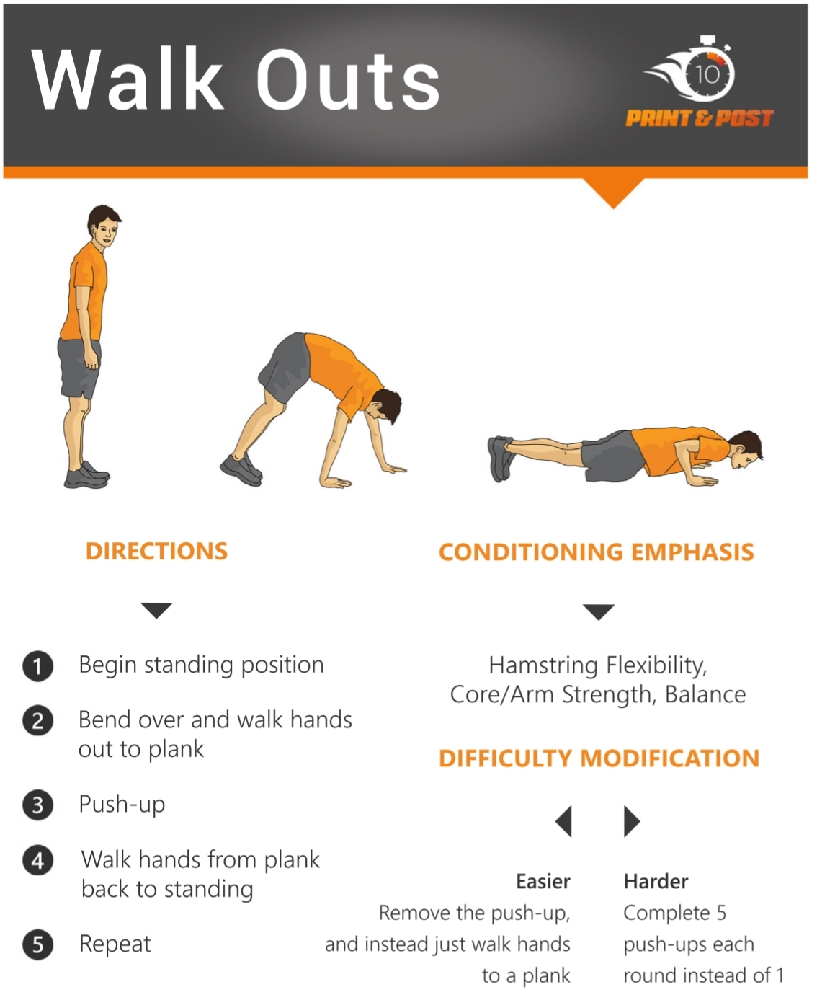 Walk Outs
10
PRINT & POST
DIRECTIONS
1 Begin standing position
2 Bend over and walk hands
out to plank
3 Push-up
4 Walk hands from plank
back to standing
5 Repeat
CONDITIONING EMPHASIS
Hamstring Flexibility,
Core/Arm Strength, Balance
DIFFICULTY MODIFICATION
Easier
Remove the push-up,
and instead just walk hands
to a plank
Harder
Complete 5
push-ups each
round instead of 1